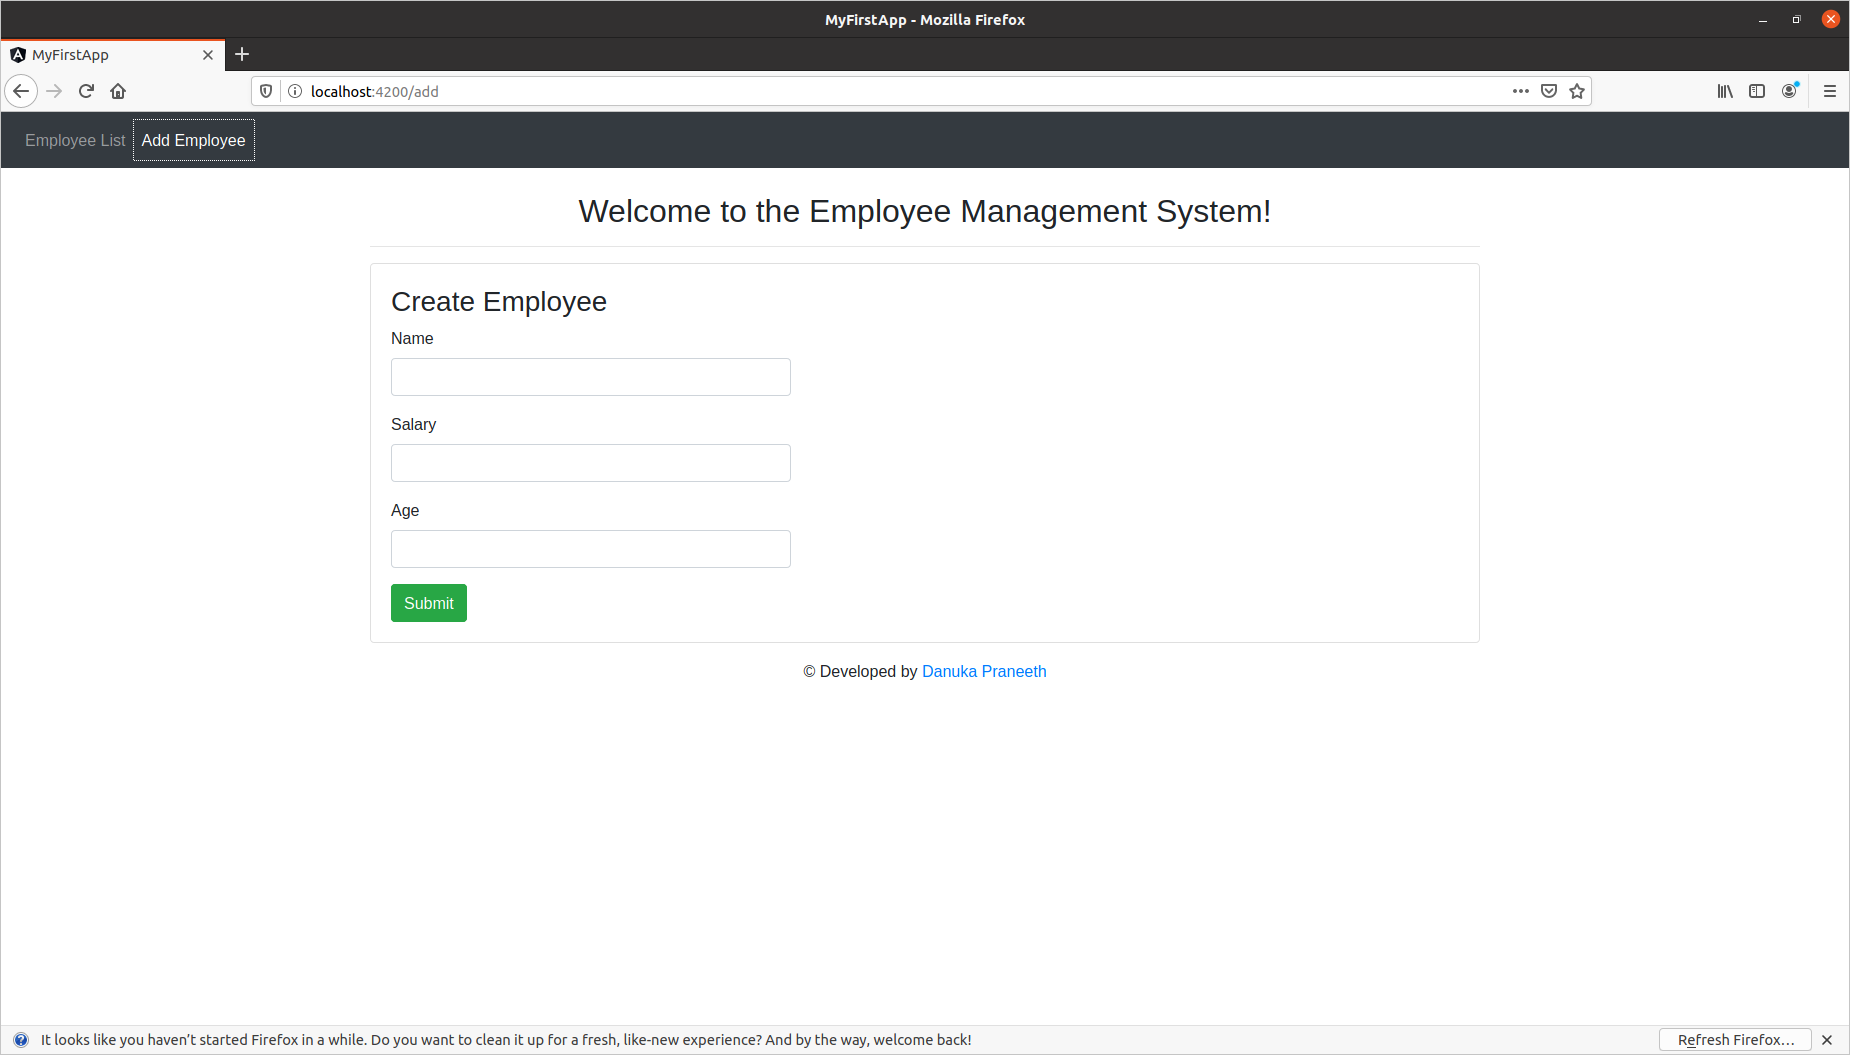 MyFirstApp - Mozilla Firefox
MyFirstApp
localhost:4200/add
Employee List Add Employee
Welcome to the Employee Management System!
Create Employee
Name
Salary
Age
Submit
© Developed by Danuka Praneeth
It looks like you haven’t started Firefox in a while. Do you want to clean it up for a fresh, like-new experience? And by the way, welcome back! Refresh Firefox…